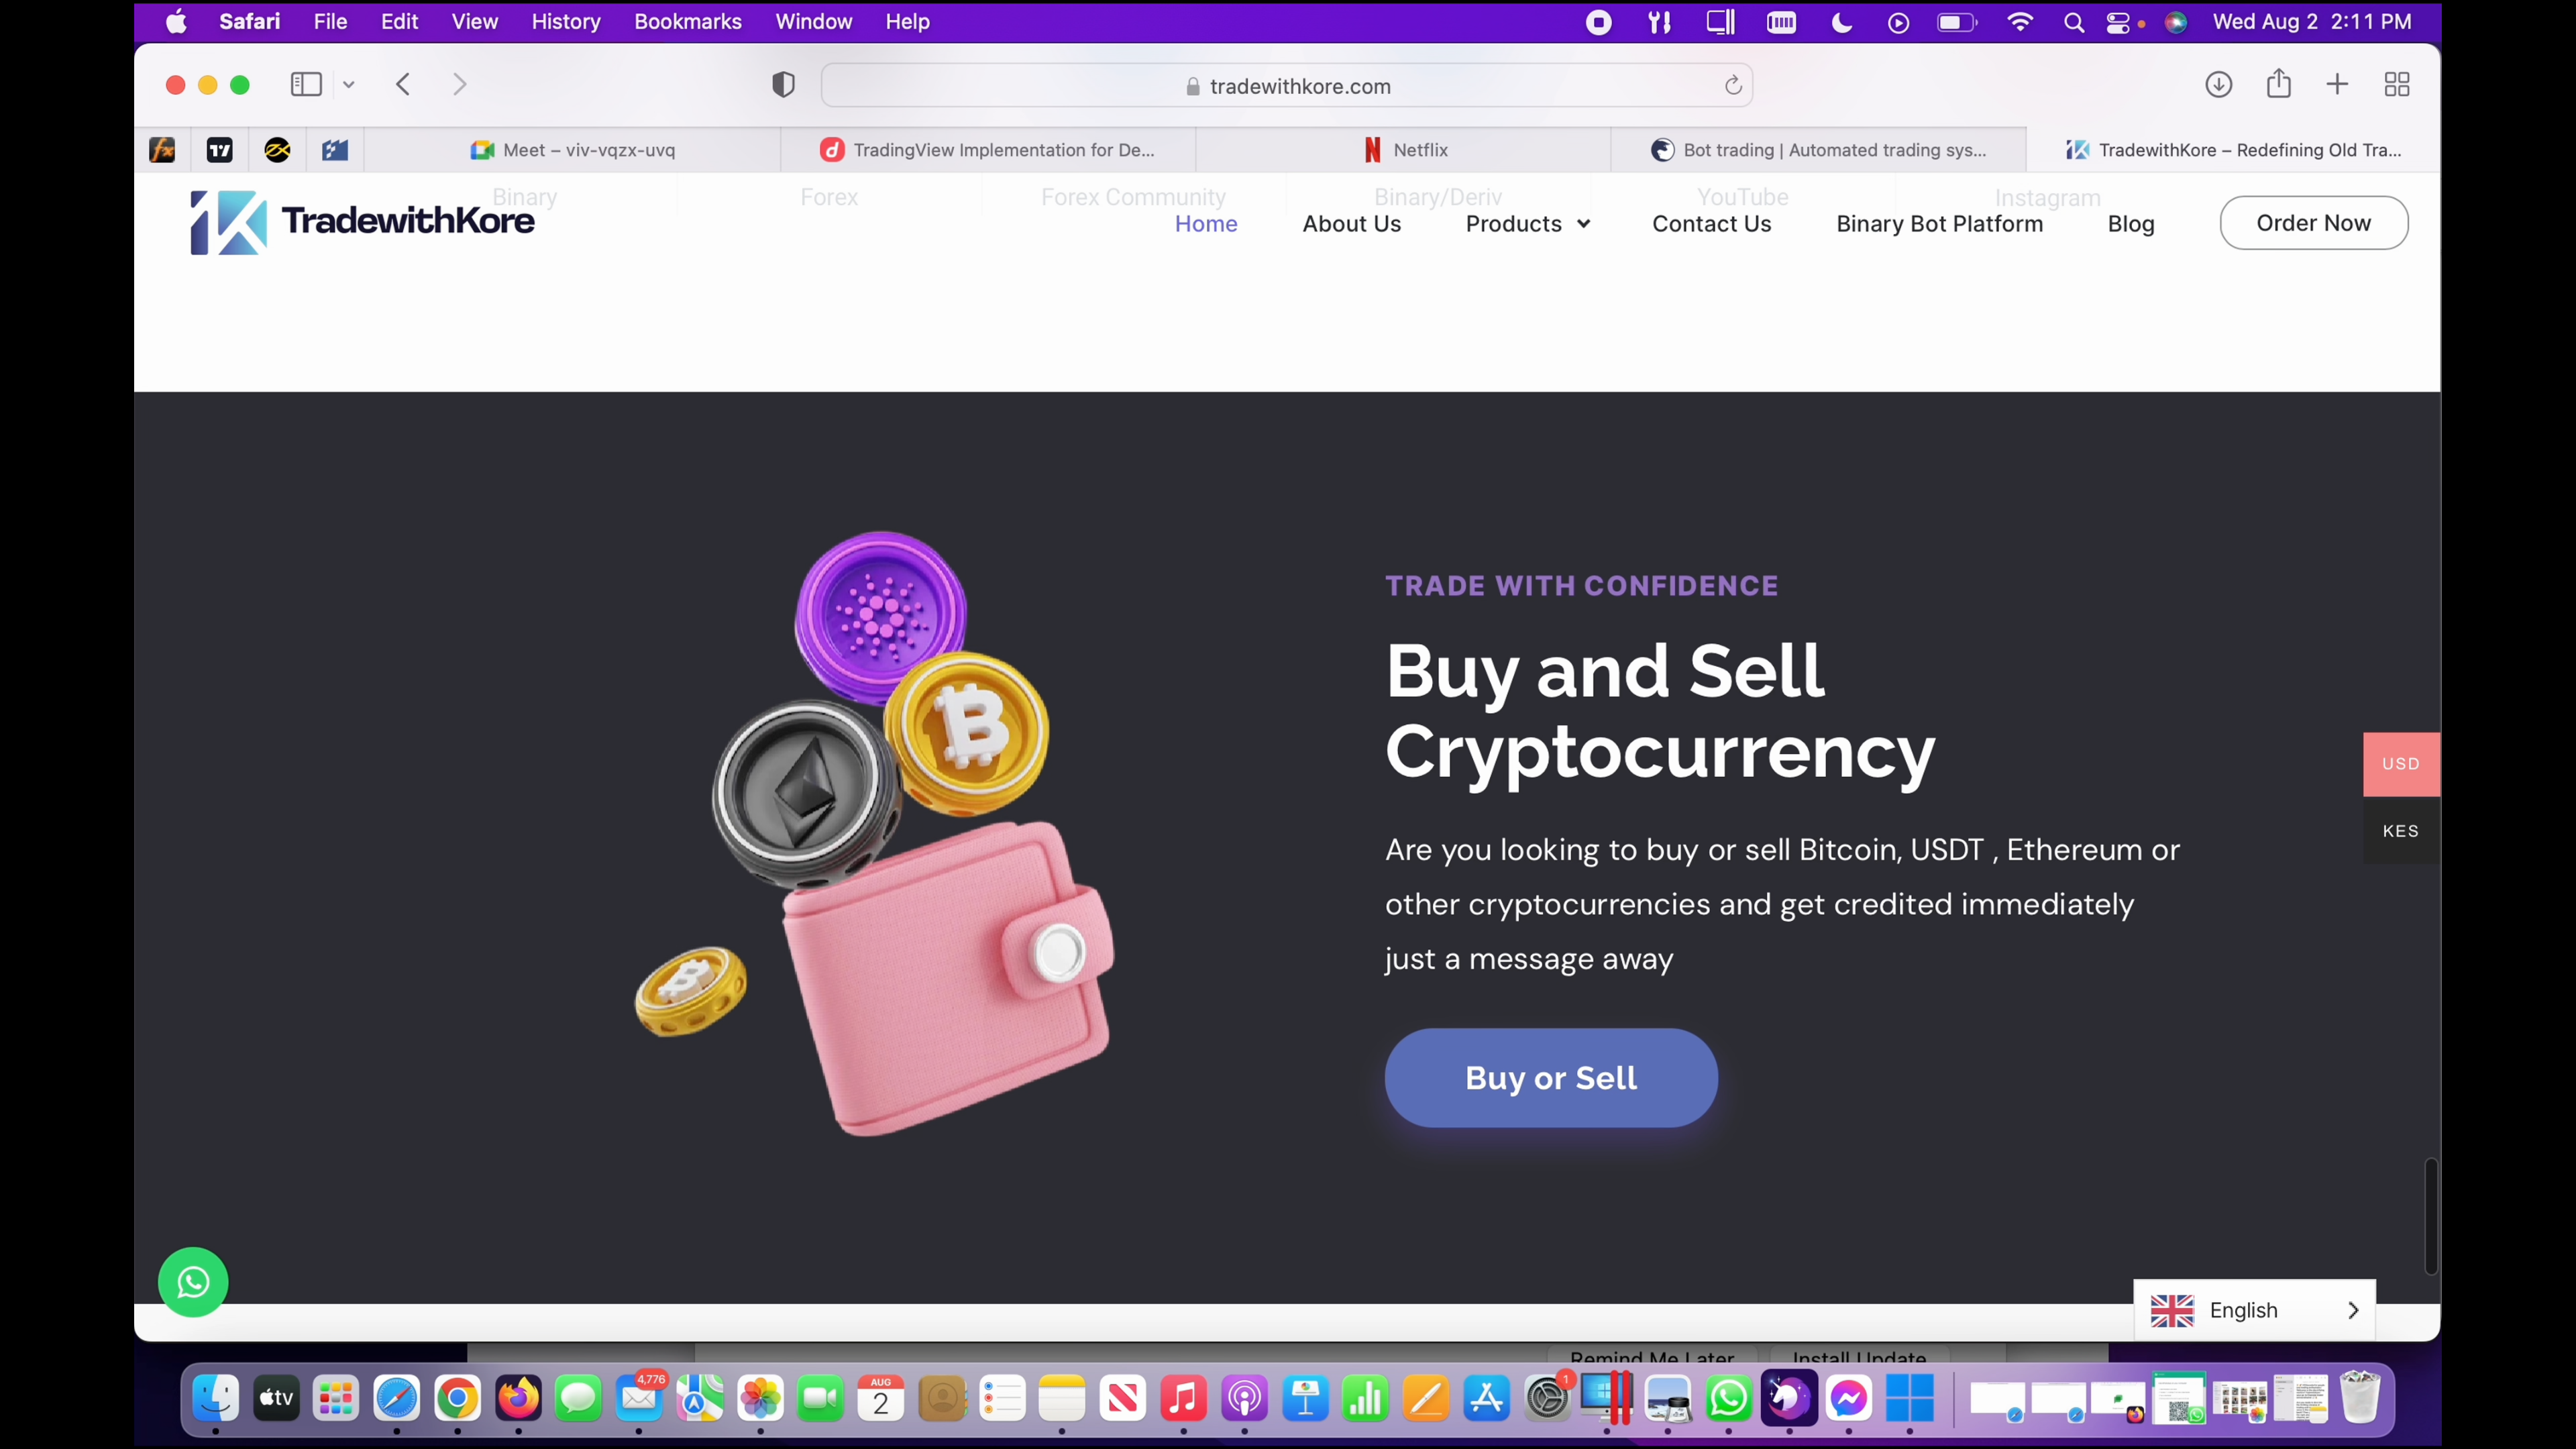 Safari File Edit View History Bookmarks Window Help Wed Aug 2 2:11 PM
tradewithkore.com
Meet – viv-vqzx-uvq TradingView Implementation for De... Netflix Bot trading | Automated trading sys... TradewithKore – Redefining Old Tra...
Binary Forex Forex Community Binary/Deriv YouTube Instagram
TradewithKore Home About Us Products Contact Us Binary Bot Platform Blog Order Now
TRADE WITH CONFIDENCE
Buy and Sell
Cryptocurrency
USD
KES
Are you looking to buy or sell Bitcoin, USDT , Ethereum or
other cryptocurrencies and get credited immediately
just a message away
Buy or Sell
English
Remind Me Later Install Update
4,776
tv
AUG
2
1